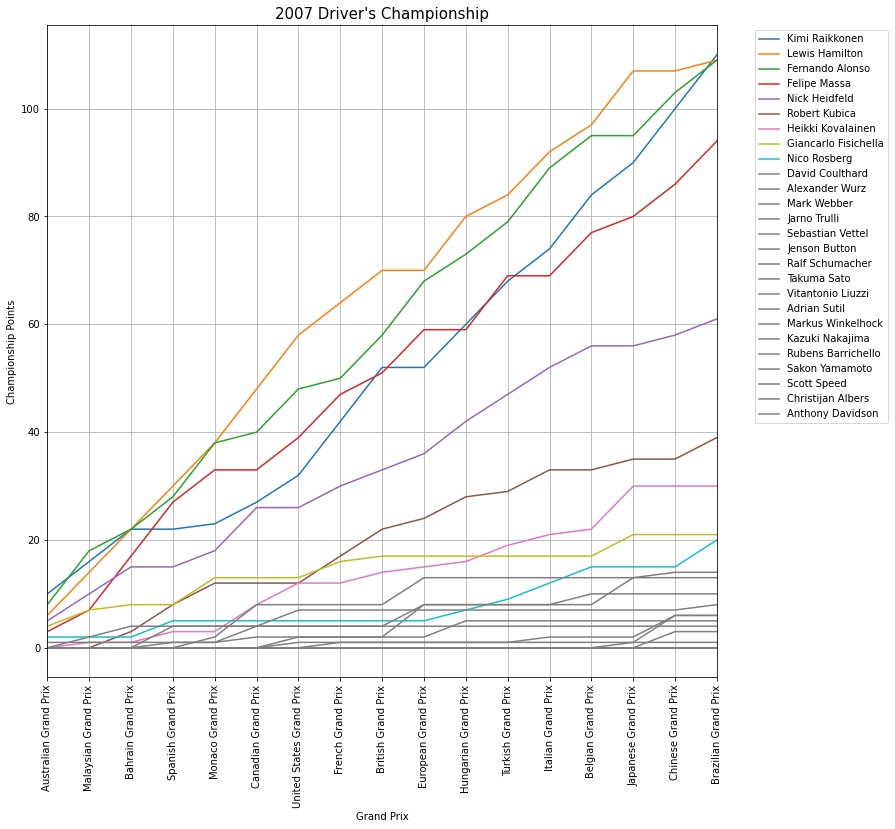 2007 Driver's Championship
Championship Points
100
80
60
40
20
0
Australian Grand Prix
Malaysian Grand Prix
Bahrain Grand Prix
Spanish Grand Prix
Monaco Grand Prix
Canadian Grand Prix
United States Grand Prix
French Grand Prix
British Grand Prix
European Grand Prix
Hungarian Grand Prix
Turkish Grand Prix
Italian Grand Prix
Belgian Grand Prix
Japanese Grand Prix
Chinese Grand Prix
Brazilian Grand Prix
Grand Prix
Kimi Raikkonen
Lewis Hamilton
Fernando Alonso
Felipe Massa
Nick Heidfeld
Robert Kubica
Heikki Kovalainen
Giancarlo Fisichella
Nico Rosberg
David Coulthard
Alexander Wurz
Mark Webber
Jarno Trulli
Sebastian Vettel
Jenson Button
Ralf Schumacher
Takuma Sato
Vitantonio Liuzzi
Adrian Sutil
Markus Winkelhock
Kazuki Nakajima
Rubens Barrichello
Sakon Yamamoto
Scott Speed
Christijan Albers
Anthony Davidson